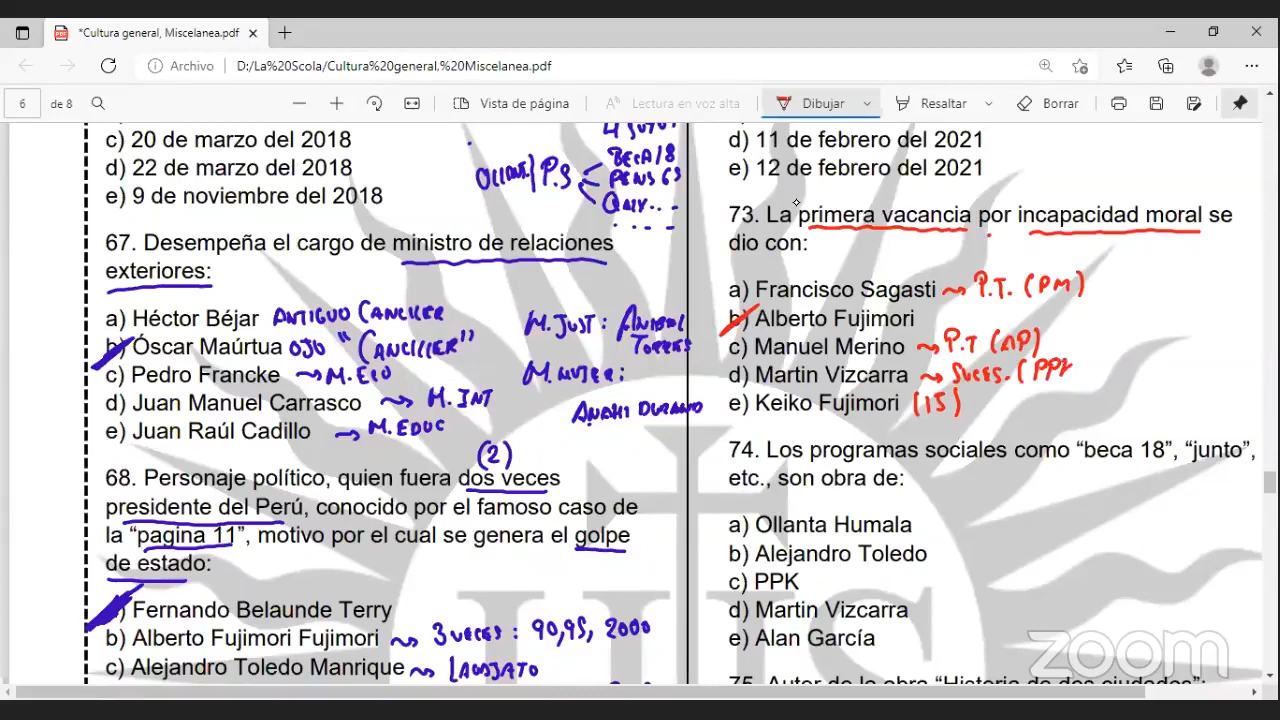 *Cultura general, Miscelanea.pdf
Archivo D:/La%20Scola/Cultura%20general,%20Miscelanea.pdf
6 de 8 Vista de página Lectura en voz alta Dibujar Resaltar Borrar
c) 20 de marzo del 2018
d) 22 de marzo del 2018
e) 9 de noviembre del 2018
P.S
BECA 18
PENS 65
67. Desempeña el cargo de ministro de relaciones
exteriores:
a) Héctor Béjar ANTIGUO CANCILLER
b) Óscar Maúrtua OJO "CANCILLER"
c) Pedro Francke → M. ECO
d) Juan Manuel Carrasco → M. INT
e) Juan Raúl Cadillo → M. EDUC
M. JUST: ANIBAL
TORRES
M. MUJER:
ANAHI DURAND
(2)
68. Personaje político, quien fuera dos veces
presidente del Perú, conocido por el famoso caso de
la “pagina 11”, motivo por el cual se genera el golpe
de estado:
a) Fernando Belaunde Terry
b) Alberto Fujimori Fujimori → 3 VECES : 90,95, 2000
c) Alejandro Toledo Manrique →
d) 11 de febrero del 2021
e) 12 de febrero del 2021
73. La primera vacancia por incapacidad moral se
dio con:
a) Francisco Sagasti → P.T. (PM)
b) Alberto Fujimori
c) Manuel Merino → P.T (AP)
d) Martin Vizcarra → SUCES. (PPK
e) Keiko Fujimori (15)
74. Los programas sociales como “beca 18”, “junto”,
etc., son obra de:
a) Ollanta Humala
b) Alejandro Toledo
c) PPK
d) Martin Vizcarra
e) Alan García
75. Autor de la obra “Historia de dos ciudades”:
zoom